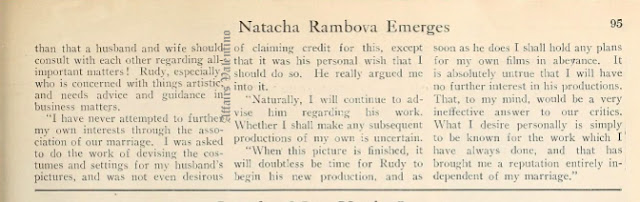 Natacha Rambova Emerges
95
than that a husband and wife should
consult with each other regarding all-
important matters! Rudy, especially,
who is concerned with things artistic,
and needs advice and guidance in
business matters.
"I have never attempted to further
my own interests through the asso-
ciation of our marriage. I was asked
to do the work of devising the cos-
tumes and settings for my husband's
pictures, and was not even desirous
of claiming credit for this, except
that it was his personal wish that I
should do so. He really argued me
into it.
"Naturally, I will continue to ad-
vise him regarding his work.
Whether I shall make any subsequent
productions of my own is uncertain.
"When this picture is finished, it
will doubtless be time for Rudy to
begin his new production, and as
soon as he does I shall hold any plans
for my own films in abeyance. It
is absolutely untrue that I will have
no further interest in his productions.
That, to my mind, would be a very
ineffective answer to our critics.
What I desire personally is simply
to be known for the work which I
have always done, and that has
brought me a reputation entirely in-
dependent of my marriage."
Affairs Valentino